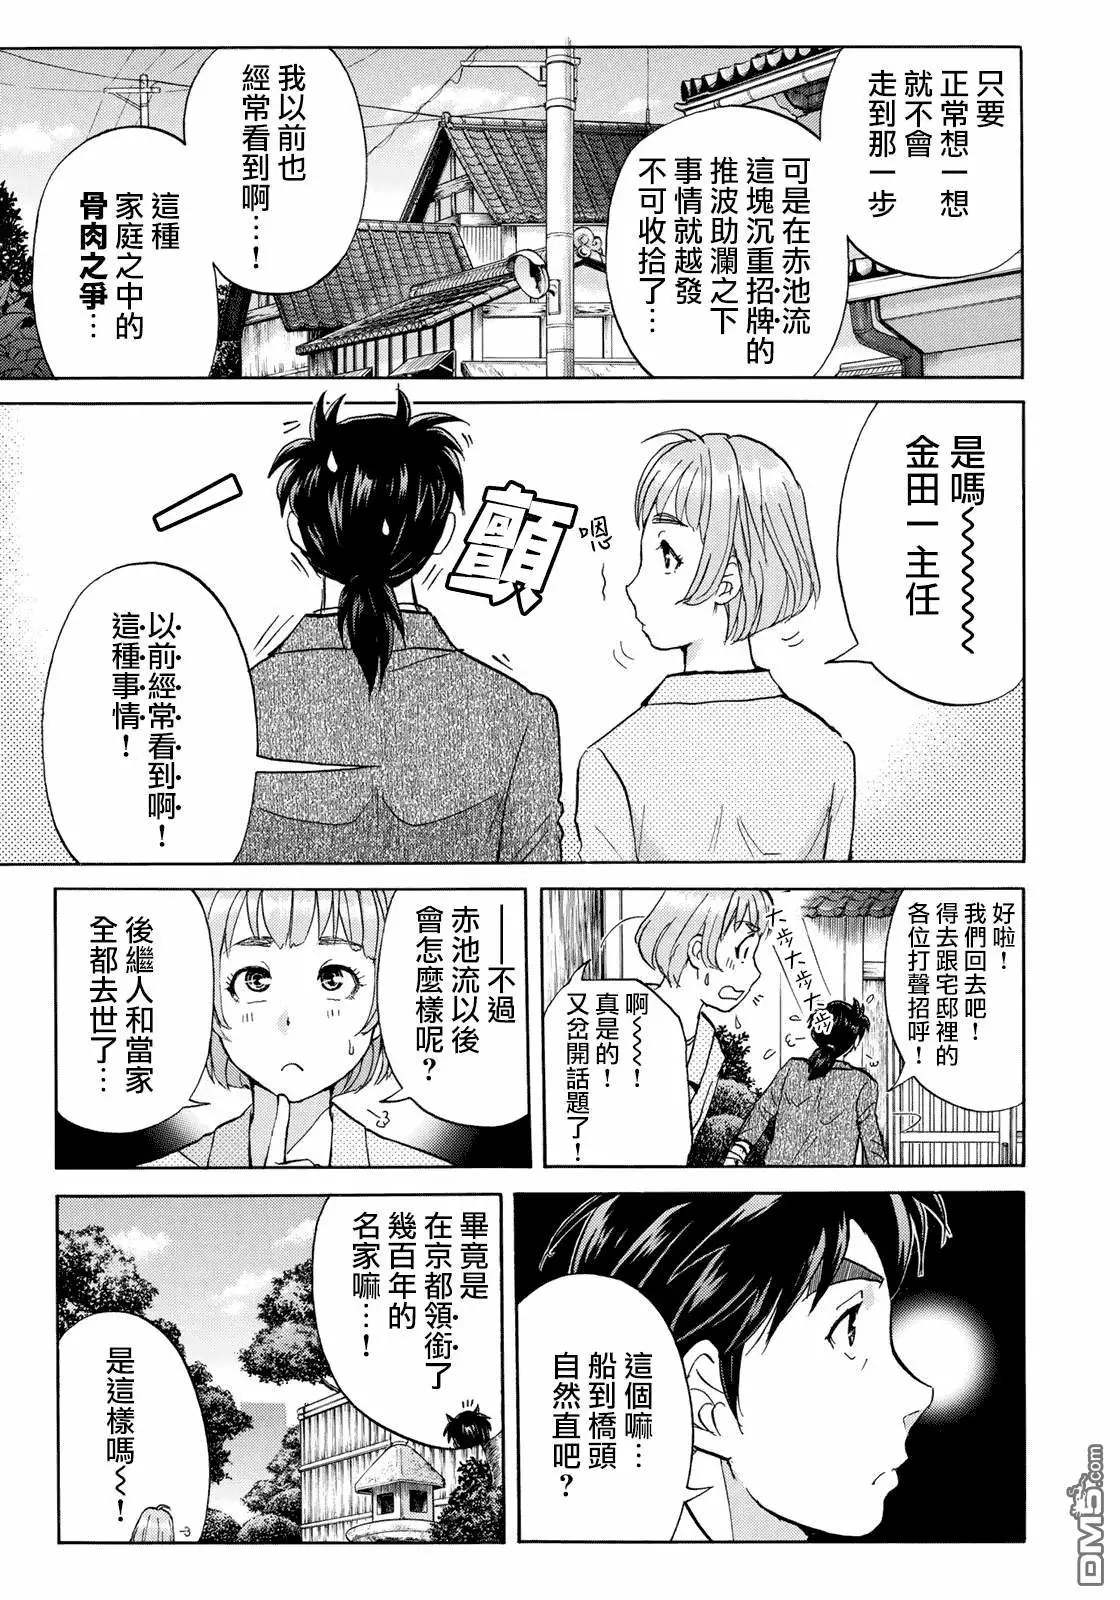 只要
正常想一想
就不會
走到那一步
可是在赤池流
這塊沉重招牌的
推波助瀾之下
事情就越發
不可收拾了…
我以前也
經常看到啊…！
這種
家庭之中的
骨肉之爭…
是嗎～
金田一主任
嗯
顫
以前經常看到啊！
這種事情！
好啦！
我們回去吧！
得去跟宅邸裡的
各位打聲招呼！
大步大步大步
啊～～！
真是的！
又岔開話題了！
──不過
赤池流以後
會怎麼樣呢？
後繼人和當家
全都去世了…
這個嘛…
船到橋頭
自然直吧？
畢竟是
在京都領銜了
幾百年的
名家嘛…！
是這樣嗎～！
DM5.com